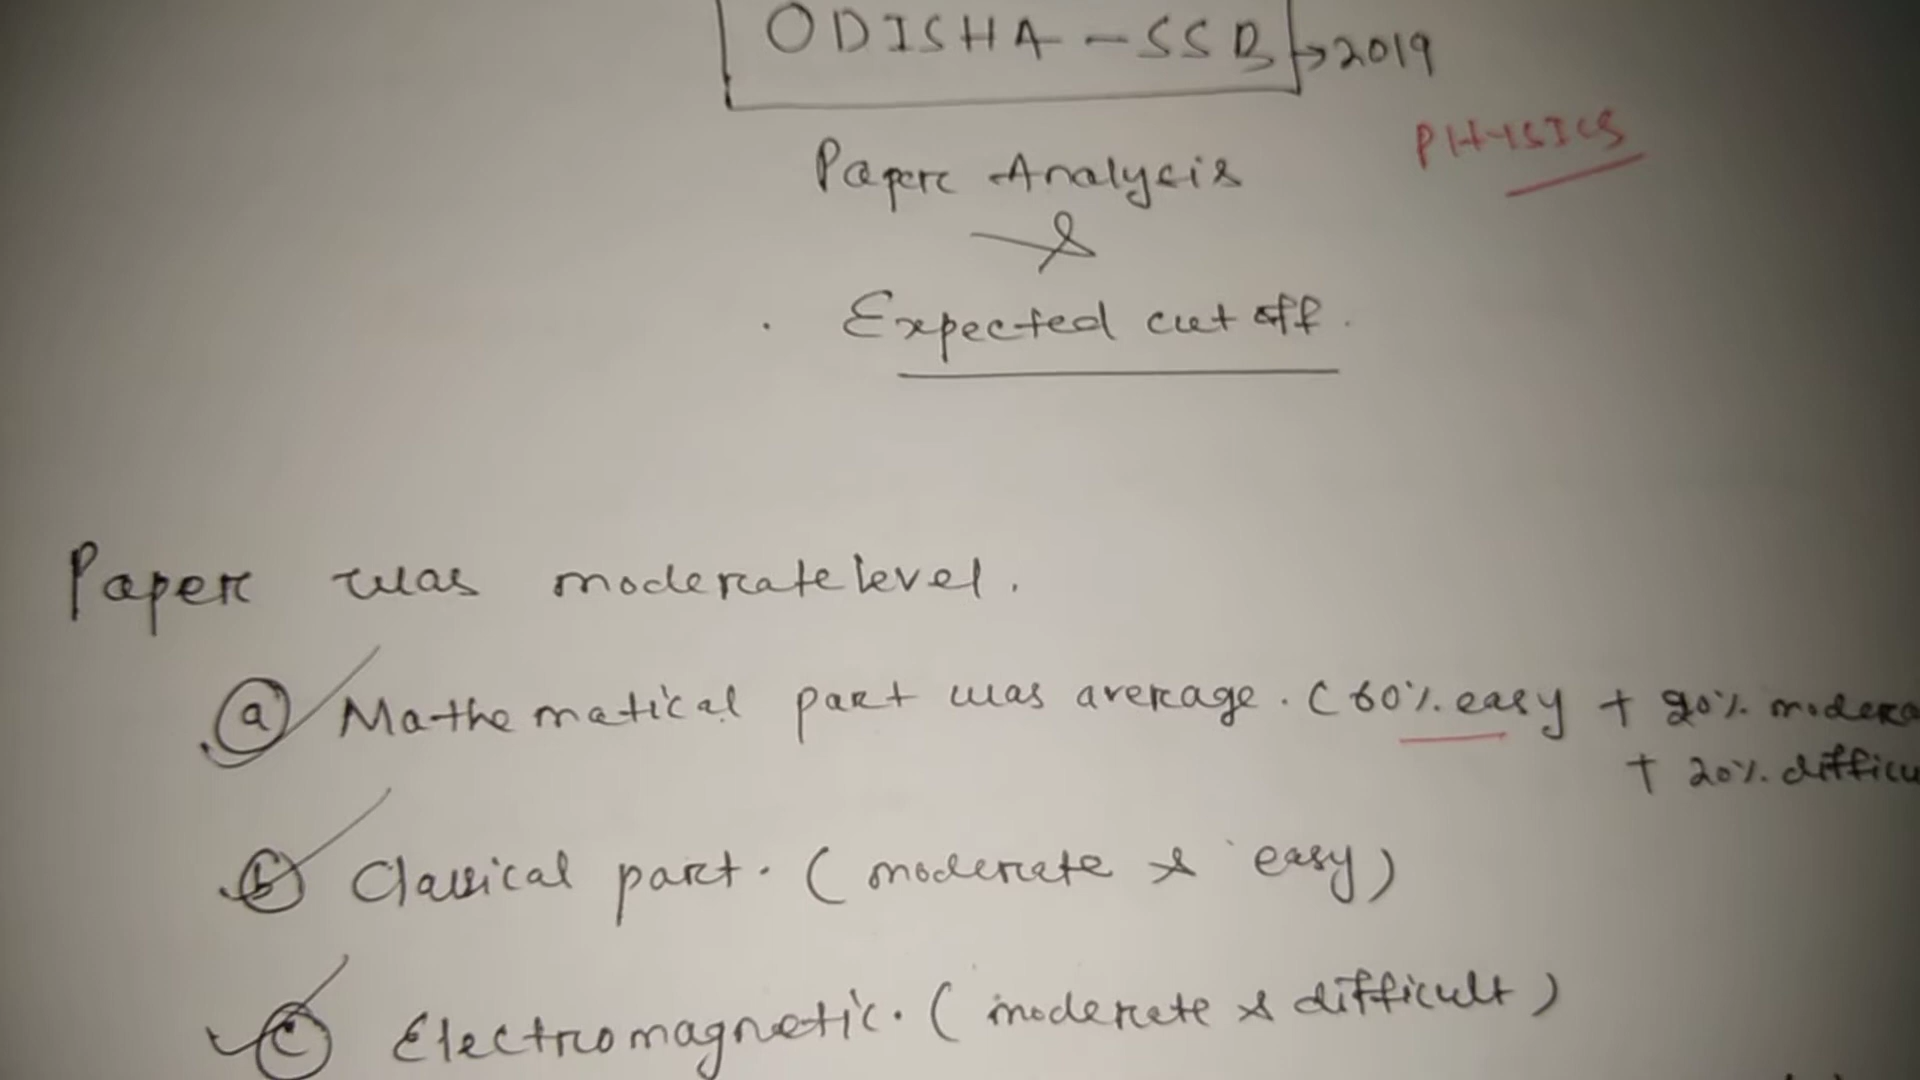 ODISHA-SSB → 2019
PHYSICS
Paper Analysis
&
Expected cut off.
Paper was moderate level.
(a) Mathematical part was average. (60% easy + 20% modera
+ 20% difficu
(b) Classical part. (moderate & easy)
(c) Electromagnetic. (moderate & difficult)